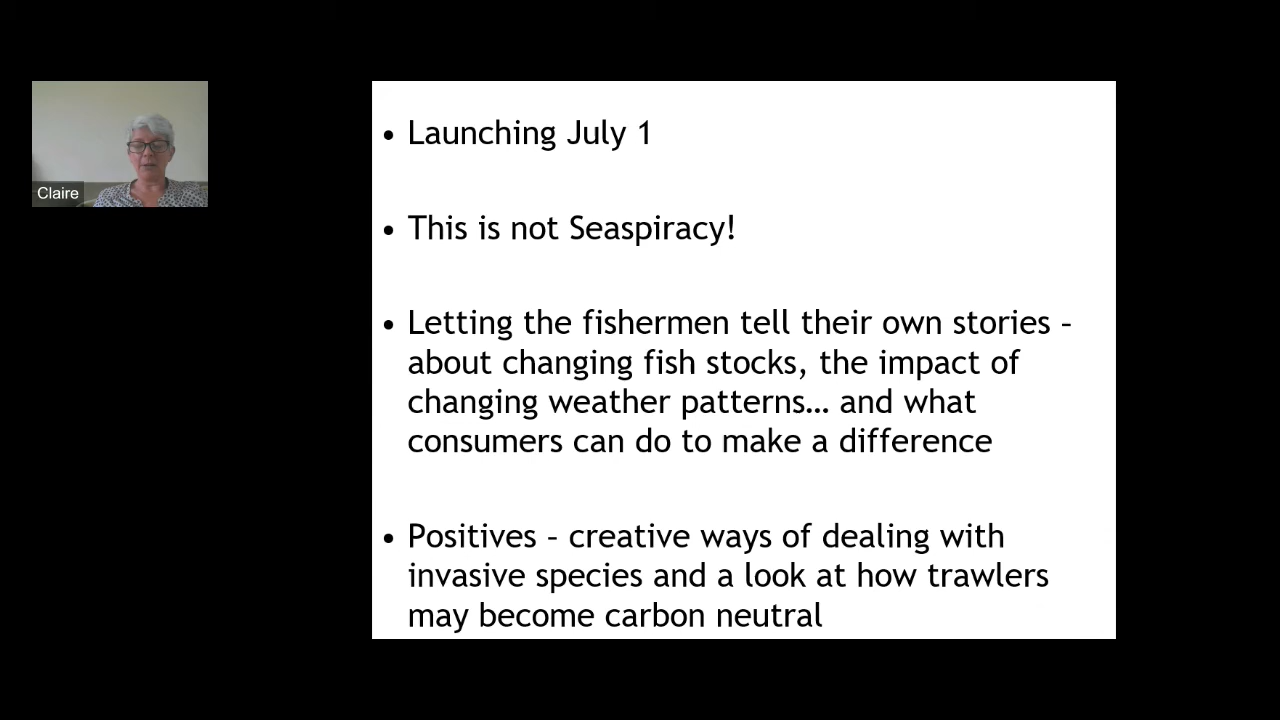 Claire
• Launching July 1
• This is not Seaspiracy!
• Letting the fishermen tell their own stories –
about changing fish stocks, the impact of
changing weather patterns… and what
consumers can do to make a difference
• Positives – creative ways of dealing with
invasive species and a look at how trawlers
may become carbon neutral